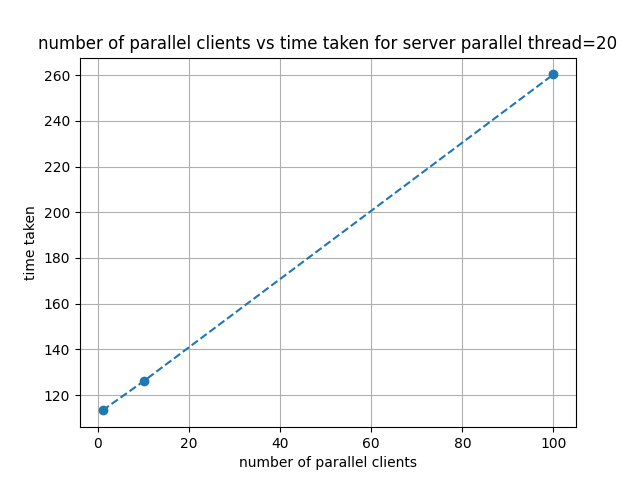 number of parallel clients vs time taken for server parallel thread=20
260
240
220
200
180
160
140
120
time taken
0 20 40 60 80 100
number of parallel clients